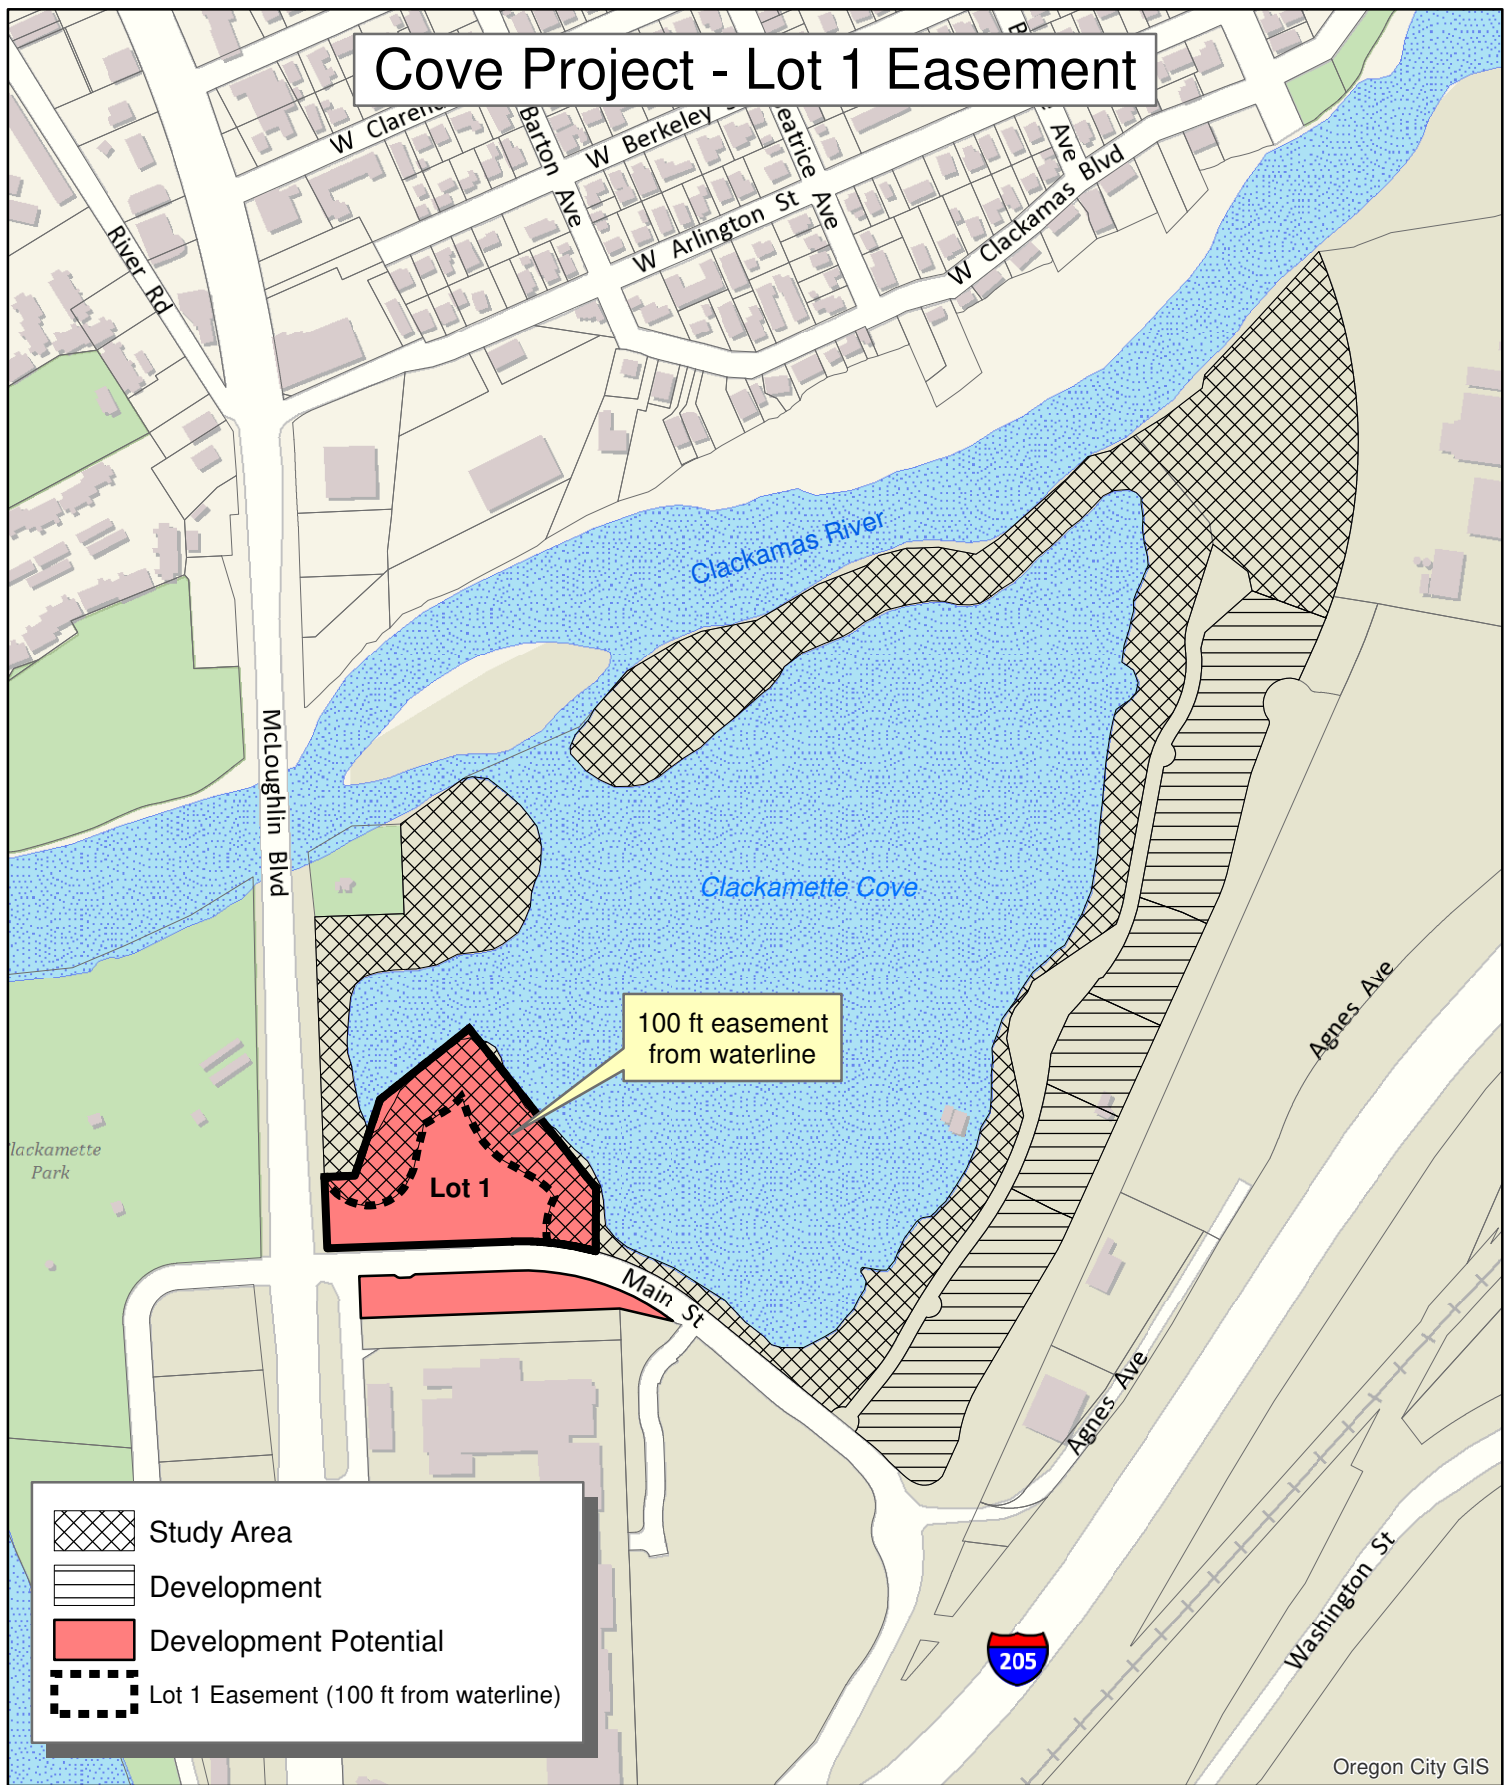 Cove Project - Lot 1 Easement
W Claren
Barton Ave
W Berkeley
eatrice Ave
Ave
W Arlington St
W Clackamas Blvd
River Rd
Clackamas River
McLoughlin Blvd
Clackamette Cove
100 ft easement
from waterline
Agnes Ave
lackamette
Park
Lot 1
Main St
Agnes Ave
Study Area
Development
Development Potential
Lot 1 Easement (100 ft from waterline)
205
Washington St
Oregon City GIS